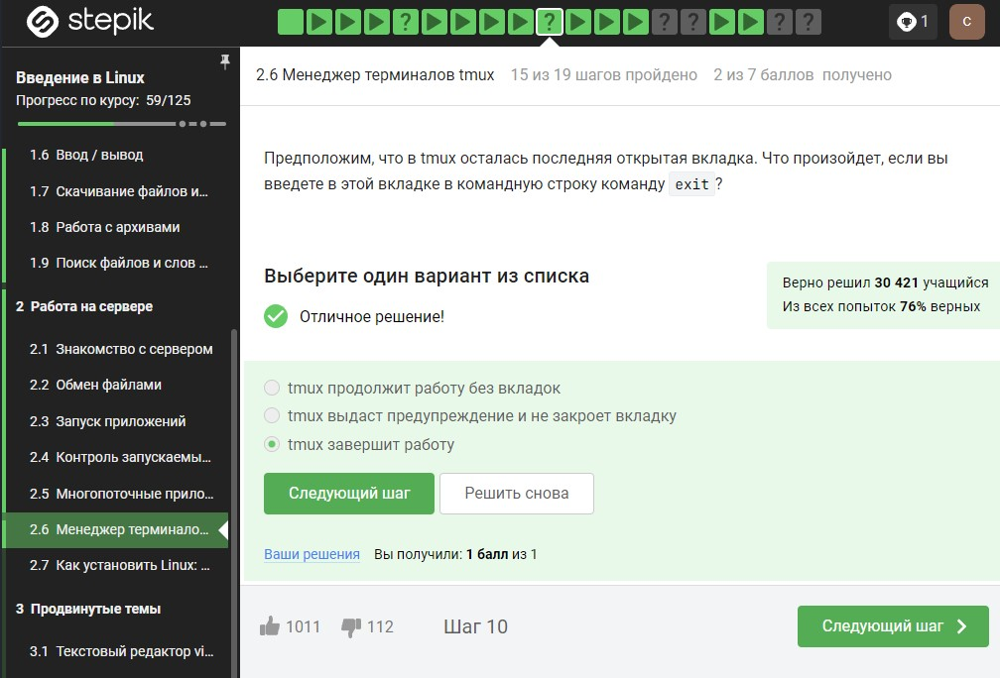 stepik
? ? ? ? ? ?
1
C
Введение в Linux
Прогресс по курсу: 59/125
1.6 Ввод / вывод
1.7 Скачивание файлов и...
1.8 Работа с архивами
1.9 Поиск файлов и слов ...
2 Работа на сервере
2.1 Знакомство с сервером
2.2 Обмен файлами
2.3 Запуск приложений
2.4 Контроль запускаемы...
2.5 Многопоточные прило...
2.6 Менеджер терминало...
2.7 Как установить Linux: ...
3 Продвинутые темы
3.1 Текстовый редактор vi...
2.6 Менеджер терминалов tmux 15 из 19 шагов пройдено 2 из 7 баллов получено
Предположим, что в tmux осталась последняя открытая вкладка. Что произойдет, если вы
введете в этой вкладке в командную строку команду exit ?
Выберите один вариант из списка
Отличное решение!
Верно решил 30 421 учащийся
Из всех попыток 76% верных
tmux продолжит работу без вкладок
tmux выдаст предупреждение и не закроет вкладку
tmux завершит работу
Следующий шаг
Решить снова
Ваши решения Вы получили: 1 балл из 1
1011 112 Шаг 10
Следующий шаг